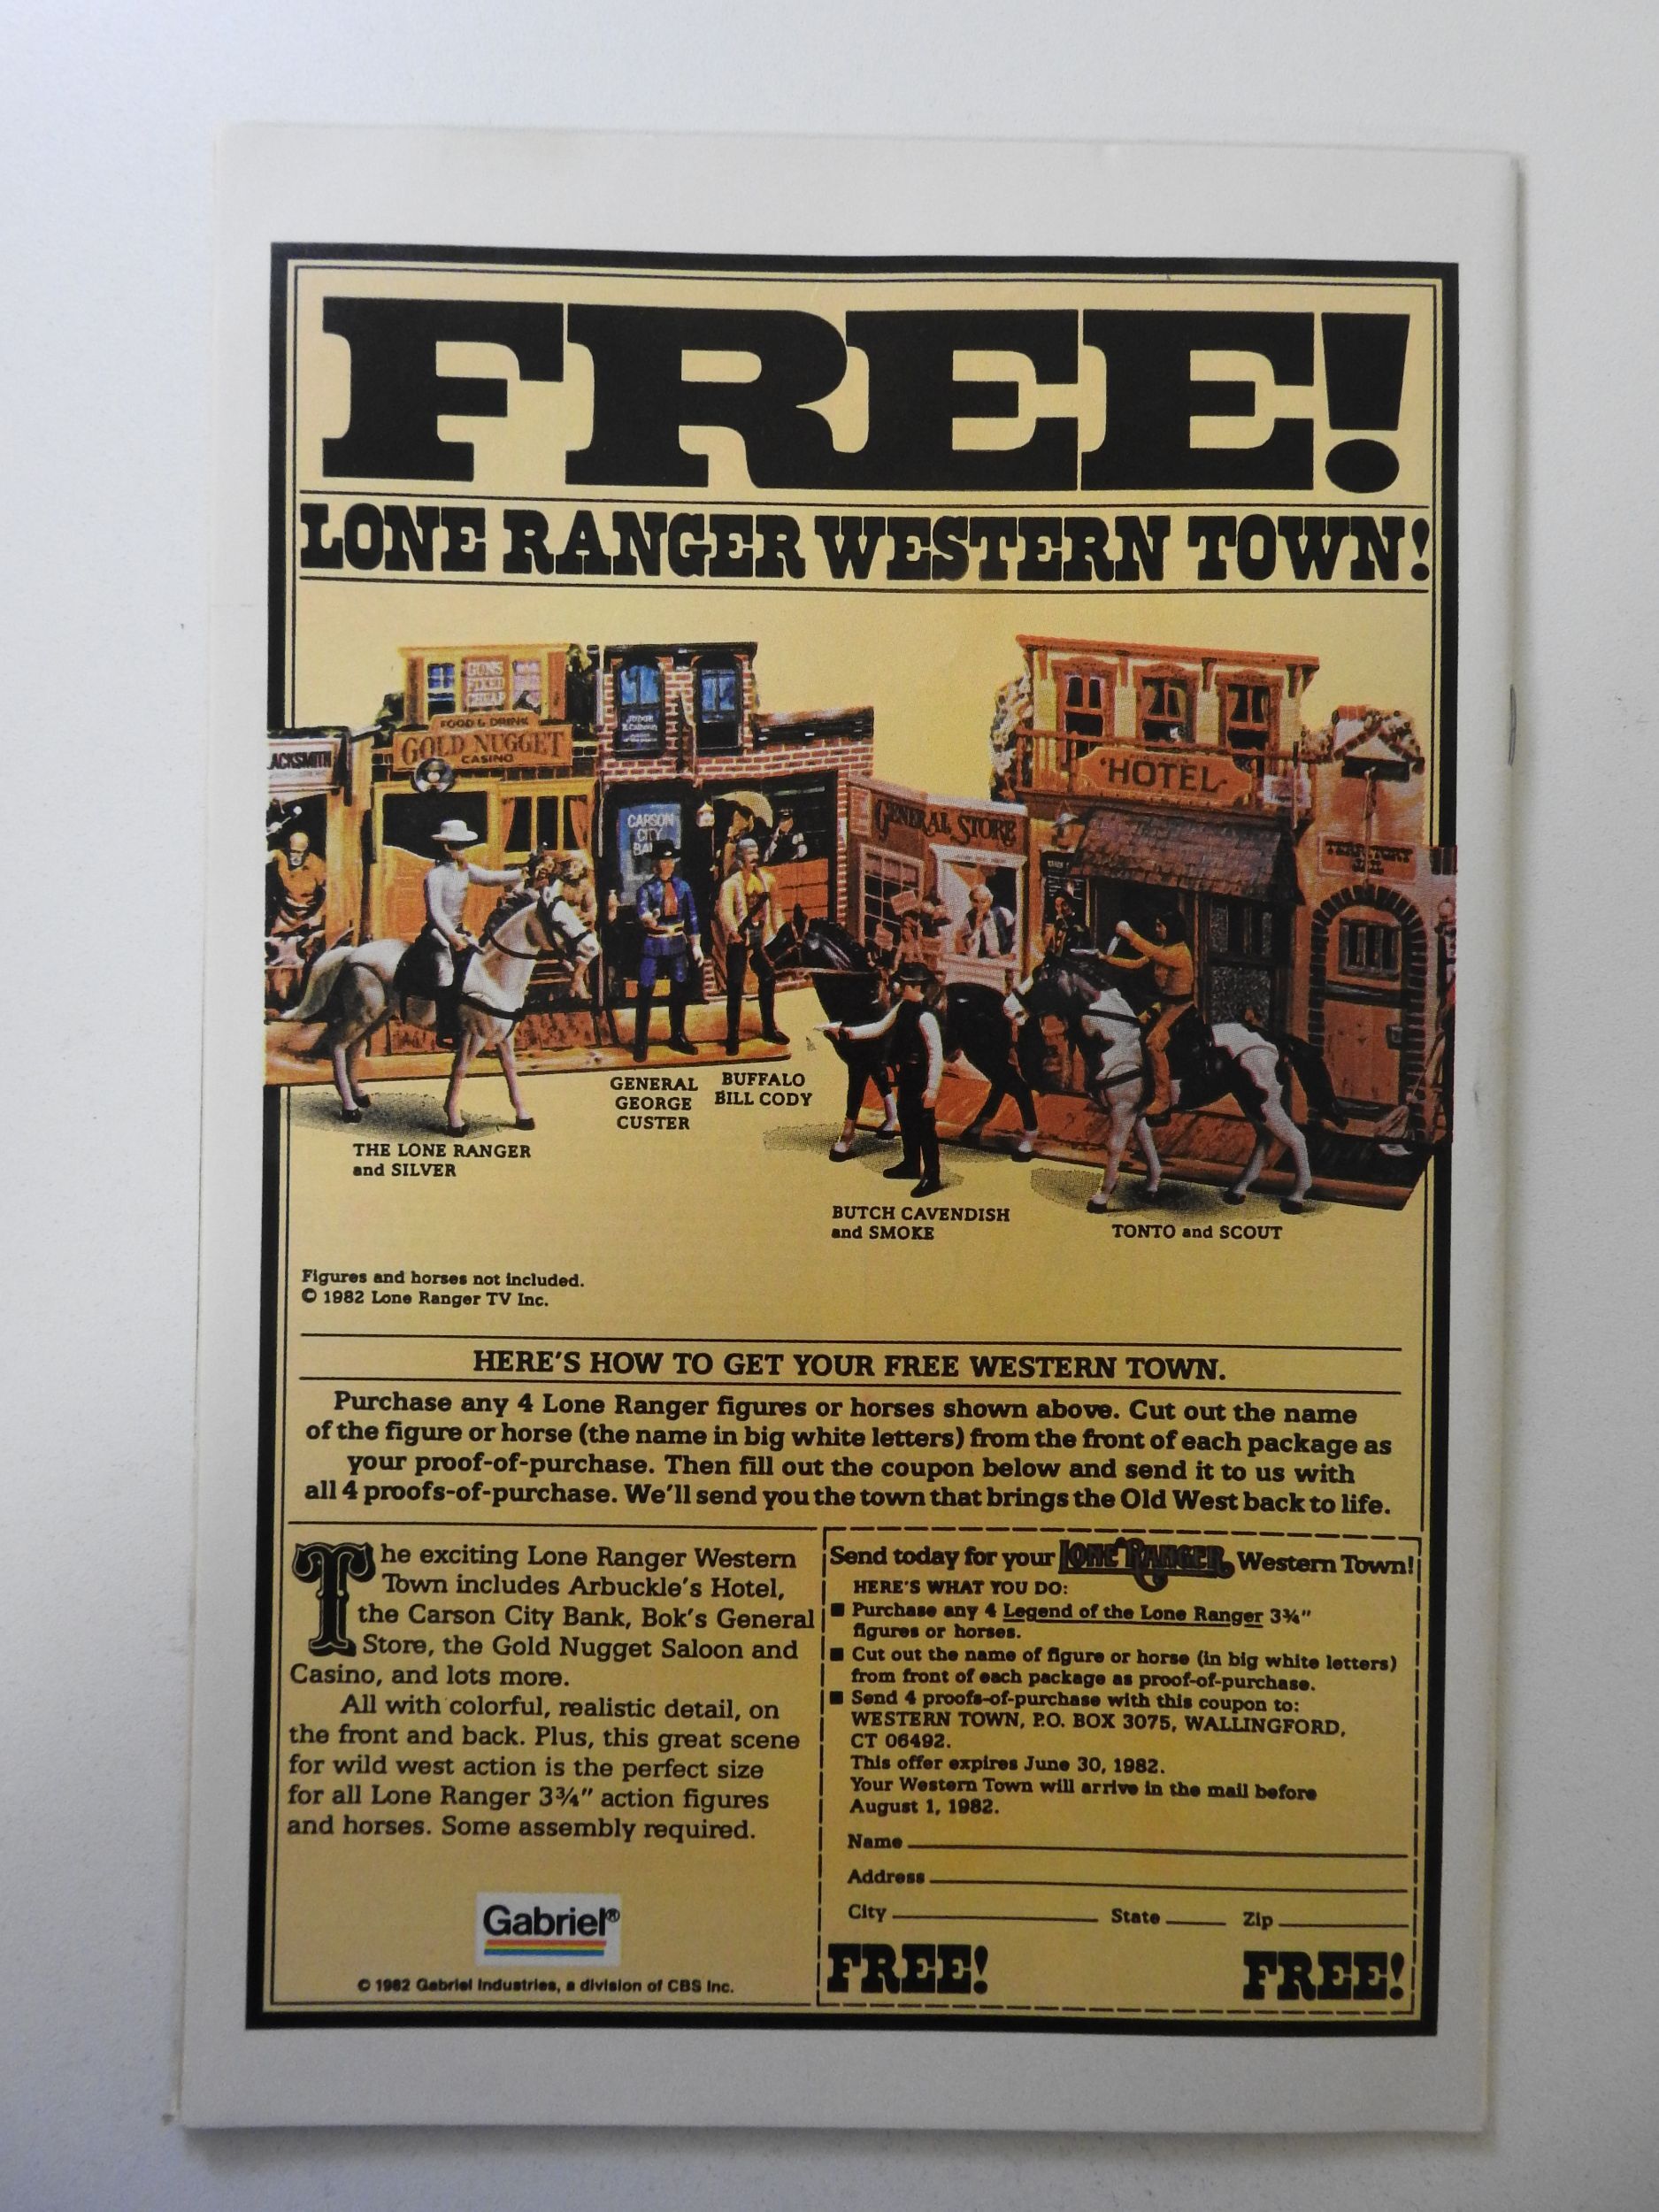 FREE!
LONE RANGER WESTERN TOWN!
GUNS
FIXED
CHEAP
FOOD & DRINK
GOLD NUGGET
CASINO
ACKSMITH
CARSON
CITY
BA
GENERAL STORE
HOTEL
TERRITORY
GENERAL
GEORGE
CUSTER
BUFFALO
BILL CODY
THE LONE RANGER
and SILVER
BUTCH CAVENDISH
and SMOKE
TONTO and SCOUT
Figures and horses not included.
© 1982 Lone Ranger TV Inc.
HERE'S HOW TO GET YOUR FREE WESTERN TOWN.
Purchase any 4 Lone Ranger figures or horses shown above. Cut out the name
of the figure or horse (the name in big white letters) from the front of each package as
your proof-of-purchase. Then fill out the coupon below and send it to us with
all 4 proofs-of-purchase. We'll send you the town that brings the Old West back to life.
The exciting Lone Ranger Western
Town includes Arbuckle's Hotel,
the Carson City Bank, Bok's General
Store, the Gold Nugget Saloon and
Casino, and lots more.
All with colorful, realistic detail, on
the front and back. Plus, this great scene
for wild west action is the perfect size
for all Lone Ranger 3¾" action figures
and horses. Some assembly required.
Gabriel®
© 1982 Gabriel Industries, a division of CBS Inc.
Send today for your LONE RANGER Western Town!
HERE'S WHAT YOU DO:
■ Purchase any 4 Legend of the Lone Ranger 3¾"
figures or horses.
■ Cut out the name of figure or horse (in big white letters)
from front of each package as proof-of-purchase.
■ Send 4 proofs-of-purchase with this coupon to:
WESTERN TOWN, P.O. BOX 3075, WALLINGFORD,
CT 06492.
This offer expires June 30, 1982.
Your Western Town will arrive in the mail before
August 1, 1982.
Name
Address
City State Zip
FREE! FREE!